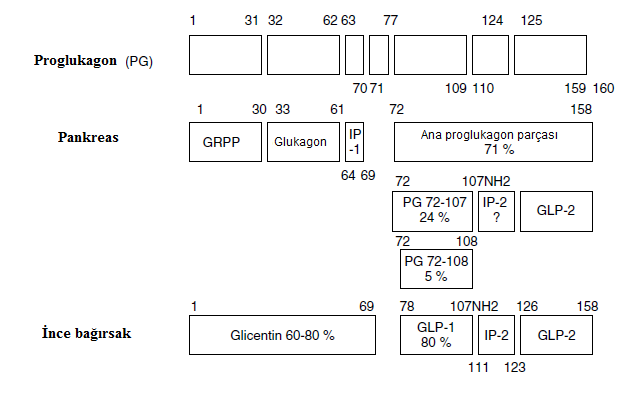 1 31 32 62 63 77 124 125
Proglukagon (PG)
70 71 109 110 159 160
1 30 33 61 72 158
Pankreas
GRPP
Glukagon
IP
-1
Ana proglukagon parçası
71 %
64 69
72 107NH2
PG 72-107
24 %
IP-2
?
GLP-2
72 108
PG 72-108
5 %
1 69 78 107NH2 126 158
İnce bağırsak
Glicentin 60-80 %
GLP-1
80 %
IP-2
GLP-2
111 123